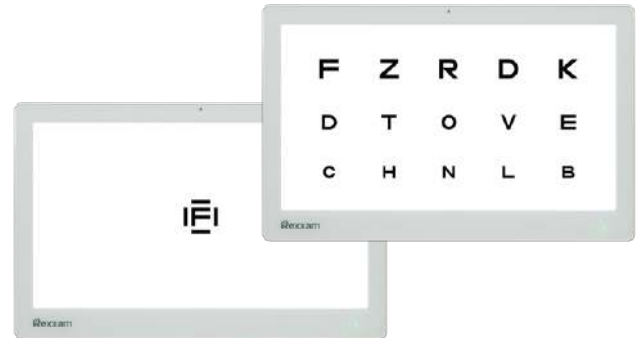 F Z R D K
D T O V E
C H N L B
Rexxam
F
Rexxam